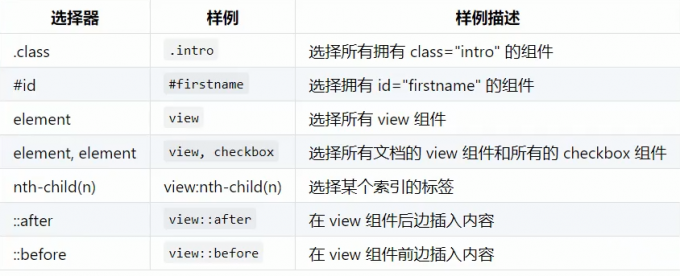 选择器 样例 样例描述
.class .intro 选择所有拥有 class="intro" 的组件
#id #firstname 选择拥有 id="firstname" 的组件
element view 选择所有 view 组件
element, element view, checkbox 选择所有文档的 view 组件和所有的 checkbox 组件
nth-child(n) view:nth-child(n) 选择某个索引的标签
::after view::after 在 view 组件后边插入内容
::before view::before 在 view 组件前边插入内容